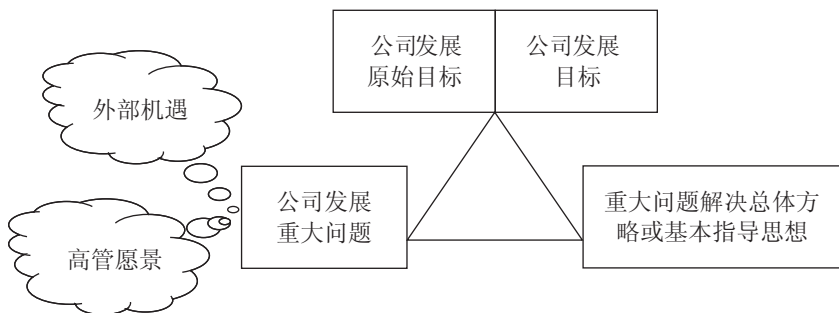 公司发展
原始目标
公司发展
目标
外部机遇
公司发展
重大问题
重大问题解决总体方
略或基本指导思想
高管愿景